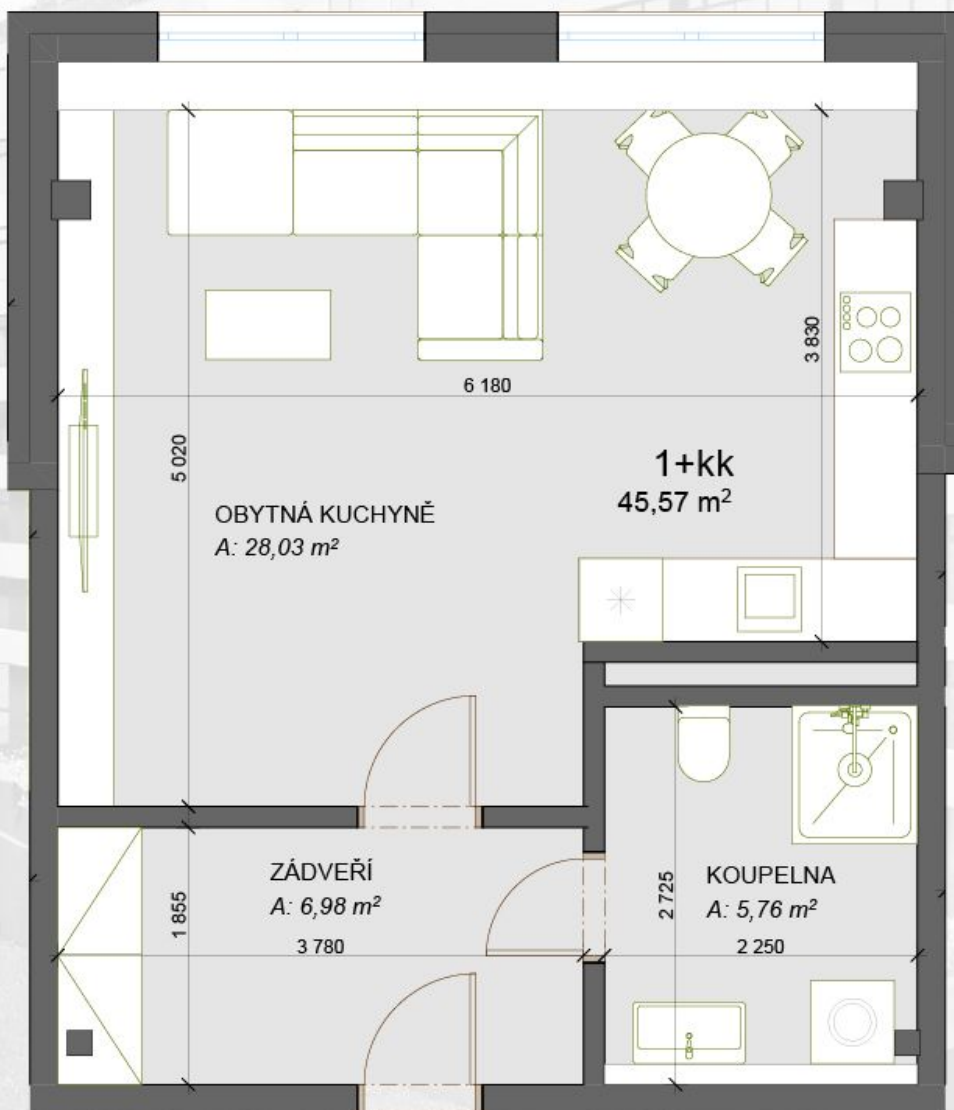 3 830
6 180
5 020
1+kk
45,57 m²
OBYTNÁ KUCHYNĚ
A: 28,03 m²
ZÁDVEŘÍ
A: 6,98 m²
1 855
3 780
2 725
KOUPELNA
A: 5,76 m²
2 250